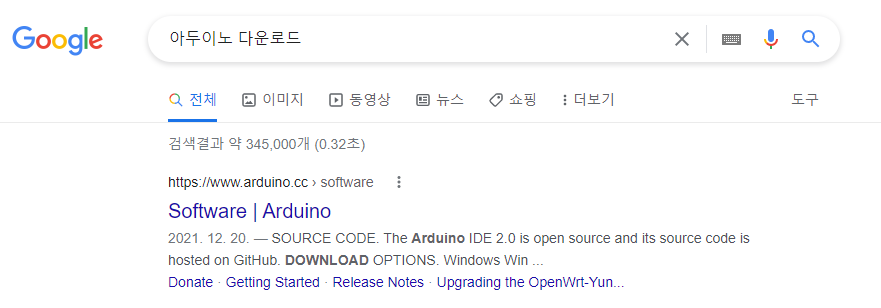 Google
아두이노 다운로드
전체 이미지 동영상 뉴스 쇼핑 더보기 도구
검색결과 약 345,000개 (0.32초)
https://www.arduino.cc › software
Software | Arduino
2021. 12. 20. — SOURCE CODE. The Arduino IDE 2.0 is open source and its source code is
hosted on GitHub. DOWNLOAD OPTIONS. Windows Win ...
Donate · Getting Started · Release Notes · Upgrading the OpenWrt-Yun...